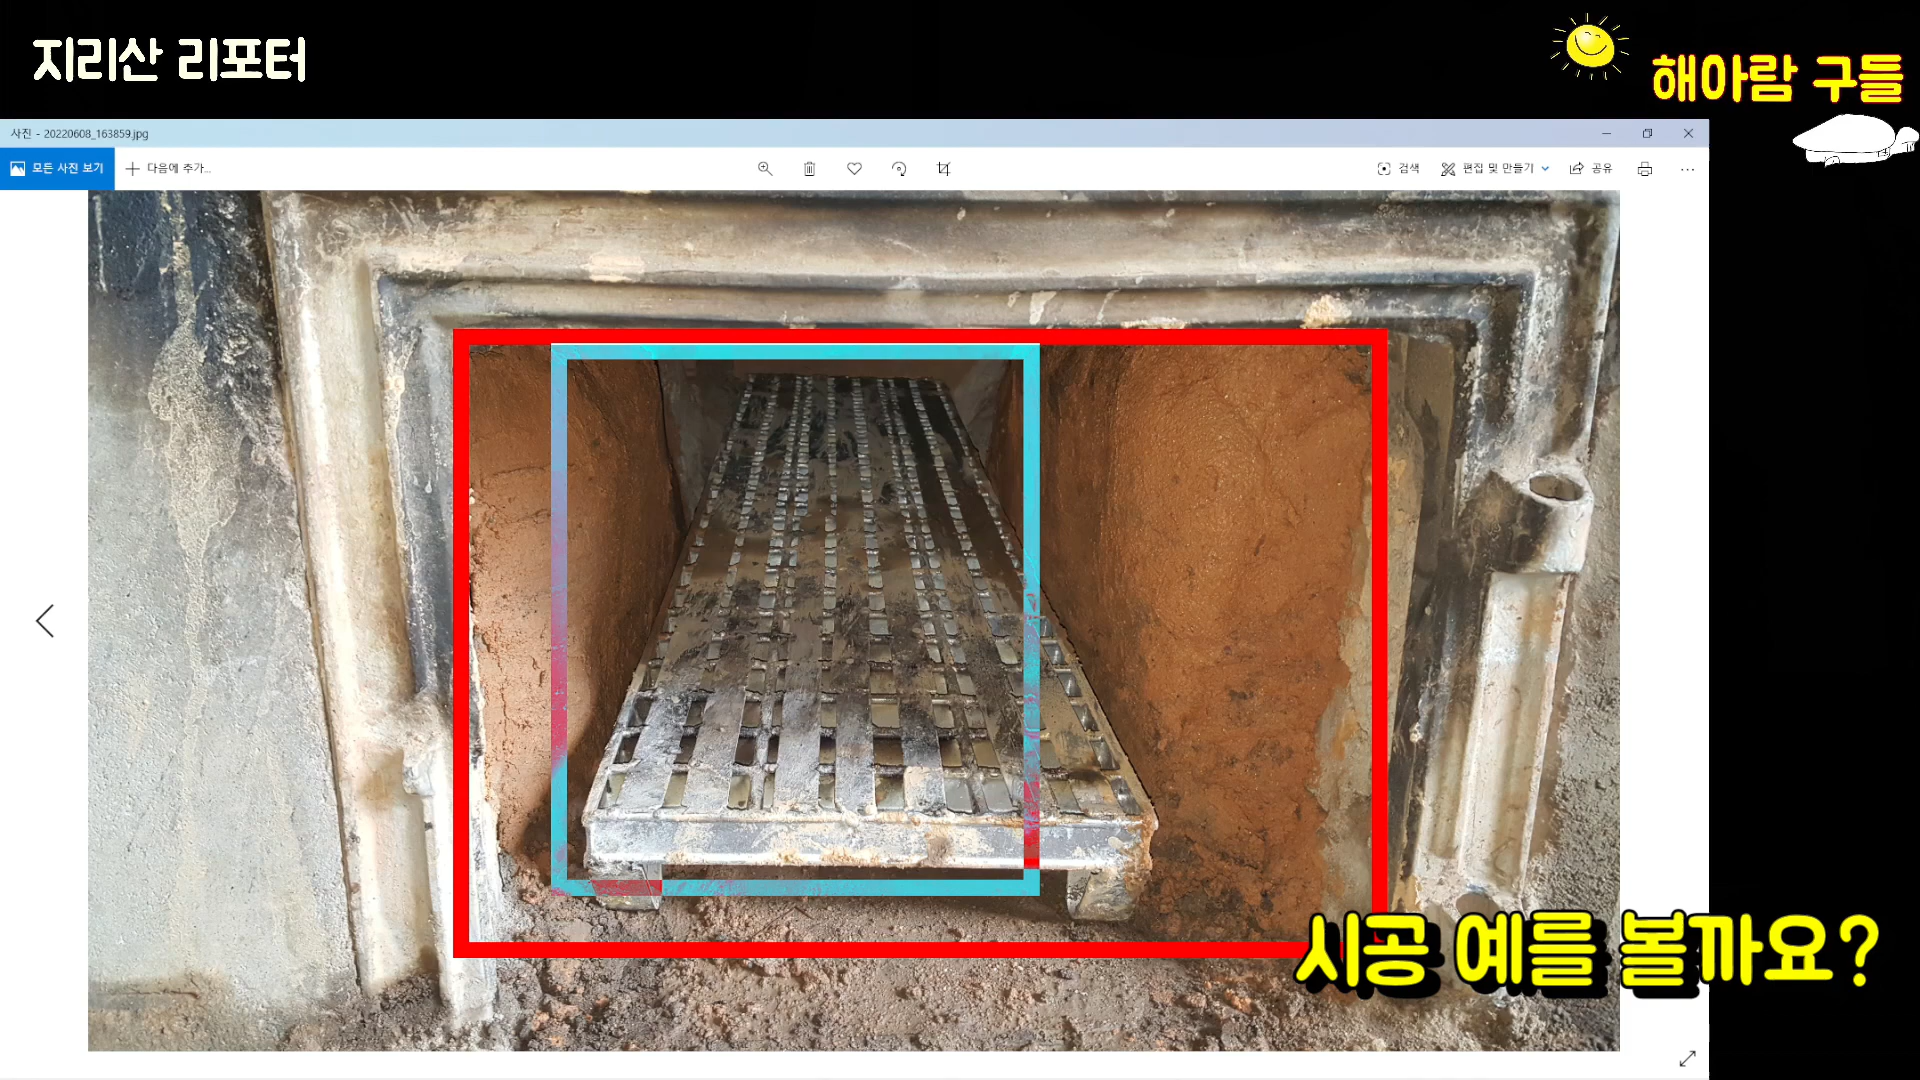 지리산 리포터
해아람 구들
사진 - 20220608_163859.jpg
모든 사진 보기
다음에 추가...
검색
편집 및 만들기
공유
시공 예를 볼까요?